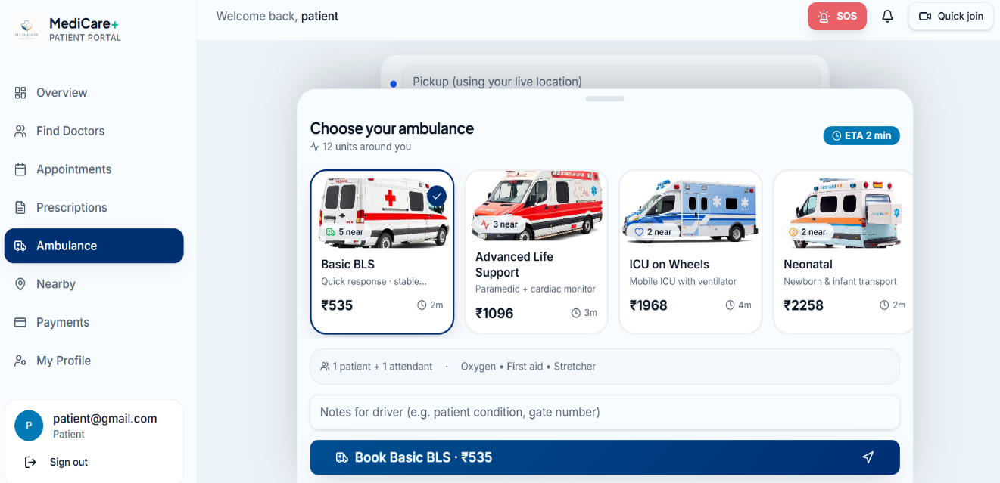 MediCare+
PATIENT PORTAL
Welcome back, patient
SOS
Quick join
Overview
Find Doctors
Appointments
Prescriptions
Ambulance
Nearby
Payments
My Profile
P
patient@gmail.com
Patient
Sign out
Pickup (using your live location)
Choose your ambulance
12 units around you
ETA 2 min
5 near
Basic BLS
Quick response · stable...
₹535
2m
3 near
Advanced Life
Support
Paramedic + cardiac monitor
₹1096
3m
2 near
ICU on Wheels
Mobile ICU with ventilator
₹1968
4m
Neonatal
2 near
Neonatal
Newborn & infant transport
₹2258
2m
1 patient + 1 attendant · Oxygen • First aid • Stretcher
Notes for driver (e.g. patient condition, gate number)
Book Basic BLS · ₹535